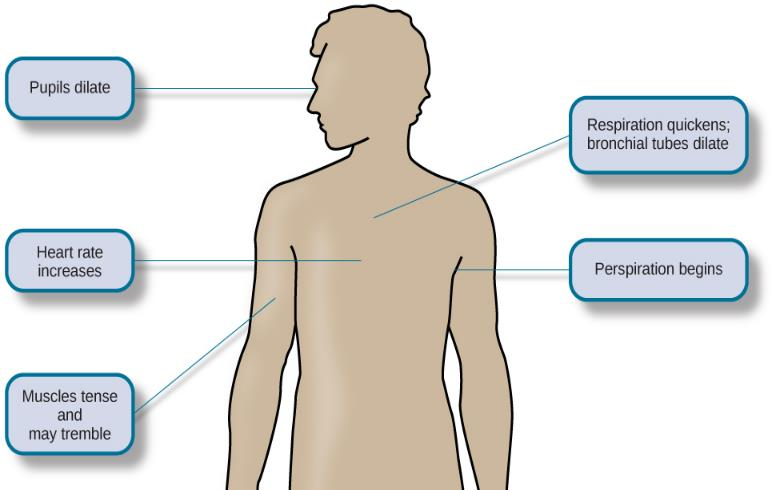 Pupils dilate
Respiration quickens;
bronchial tubes dilate
Heart rate
increases
Perspiration begins
Muscles tense
and
may tremble